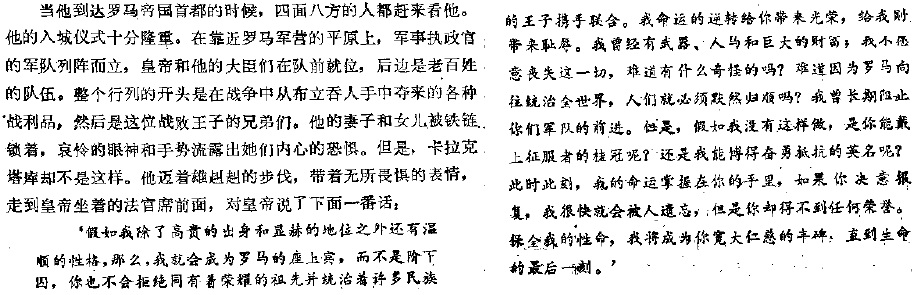 当他到达罗马帝国首都的时候，四面八方的人都赶来看他。
他的入城仪式十分隆重。在靠近罗马军营的平原上，军事执政官
的军队列阵而立，皇帝和他的大臣们在队前就位，后边是老百姓
的队伍。整个行列的开头是在战争中从布立吞人手中夺来的各种
战利品，然后是这位战败王子的兄弟们。他的妻子和女儿被铁链
锁着，哀怜的眼神和手势流露出她们内心的恐惧。但是，卡拉克
塔库却不是这样。他迈着雄赳赳的步伐，带着无所畏惧的表情，
走到皇帝坐着的法官席前面，对皇帝说了下面一番话：
‘假如我除了高贵的出身和显赫的地位之外还有温
顺的性格，那么，我就会成为罗马的座上宾，而不是阶下
囚，你也不会拒绝同有着荣耀的祖先并统治着许多民族
的王子携手联合。我命运的逆转给你带来光荣，给我则
带来耻辱。我曾经有武器、人马和巨大的财富；我不愿
意丧失这一切，难道有什么奇怪的吗？难道因为罗马向
往统治全世界，人们就必须默然归顺吗？我曾长期阻止
你们军队的前进。但是，假如我没有这样做，是你能戴
上征服者的桂冠呢？还是我能博得奋勇抵抗的英名呢？
此时此刻，我的命运掌握在你的手里，如果你决意报
复，我很快就会被人遗忘，但是你却得不到任何荣誉。
保全我的性命，我将成为你宽大仁慈的丰碑，直到生命
的最后一刻。’